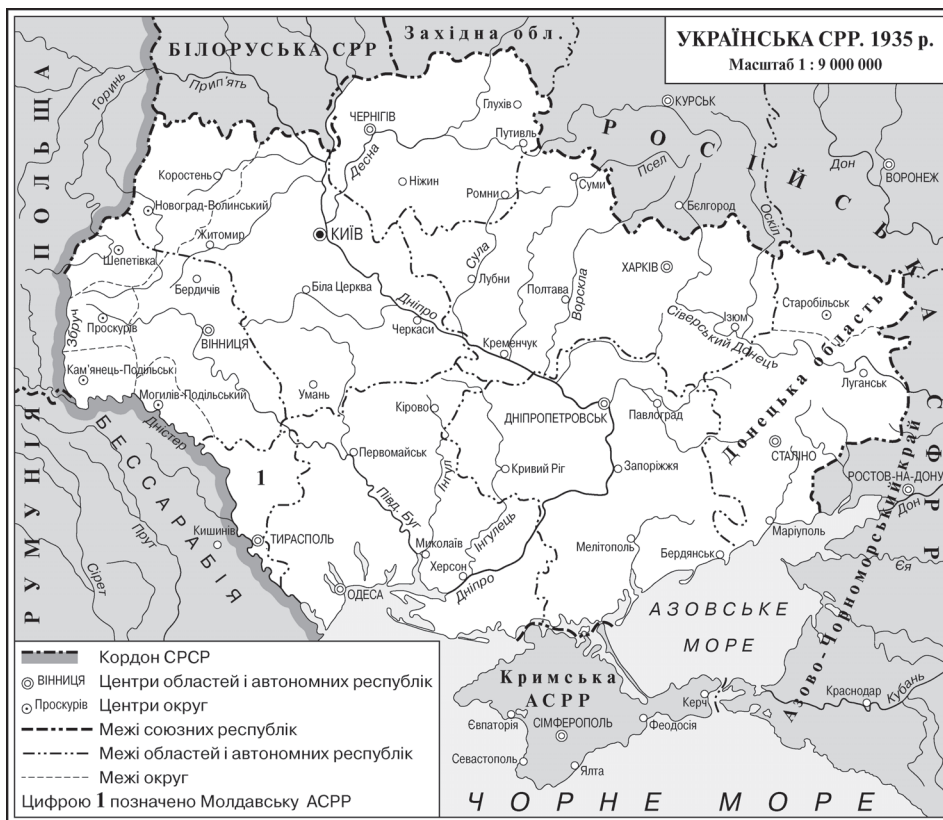 УКРАЇНСЬКА СРР. 1935 р.
Масштаб 1 : 9 000 000
Західна обл.
БІЛОРУСЬКА СРР
ПОЛЬЩА
РОСІЙСЬКА СФРР
РУМУНІЯ
БЕССАРАБІЯ
Прип'ять
Горинь
Глухів
КУРСЬК
ЧЕРНІГІВ
Путивль
Десна
Псел
Дон
ВОРОНЕЖ
Коростень
Ніжин
Ромни
Суми
Новоград-Волинський
Бєлгород
Оскіл
Житомир
КИЇВ
Шепетівка
Сула
ХАРКІВ
Бердичів
Біла Церква
Лубни
Полтава
Ворскла
Старобільськ
Збруч
Проскурів
Дніпро
Черкаси
Ізюм
Сіверський Донець
ВІННИЦЯ
Кременчук
Кам'янець-Подільськ
Луганськ
Донецька область
Могилів-Подільський
Умань
Кірово
ДНІПРОПЕТРОВСЬК
Павлоград
Дністер
Первомайськ
Інгул
Кривий Ріг
Запоріжжя
СТАЛІНО
1
РОСТОВ-НА-ДОНУ
Дон
Півд. Буг
Кишинів
ТИРАСПОЛЬ
Інгулець
Миколаїв
Мелітополь
Маріуполь
Бердянськ
Прут
Сірет
Херсон
Дніпро
Єя
ОДЕСА
АЗОВСЬКЕ
МОРЕ
Азово-Чорноморський край
Кримська
АСРР
Керч
Краснодар
Кубань
Євпаторія
СІМФЕРОПОЛЬ
Феодосія
Севастополь
Ялта
ЧОРНЕ МОРЕ
Кордон СРСР
ВІННИЦЯ Центри областей і автономних республік
Проскурів Центри округ
Межі союзних республік
Межі областей і автономних республік
Межі округ
Цифрою 1 позначено Молдавську АСРР